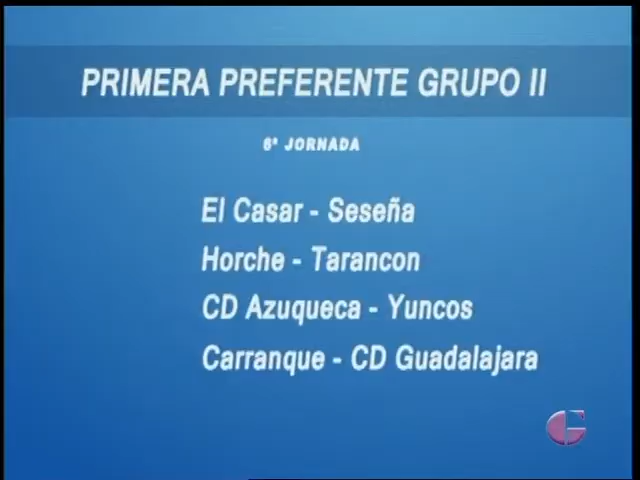 PRIMERA PREFERENTE GRUPO II
6ª JORNADA
El Casar - Seseña
Horche - Tarancon
CD Azuqueca - Yuncos
Carranque - CD Guadalajara